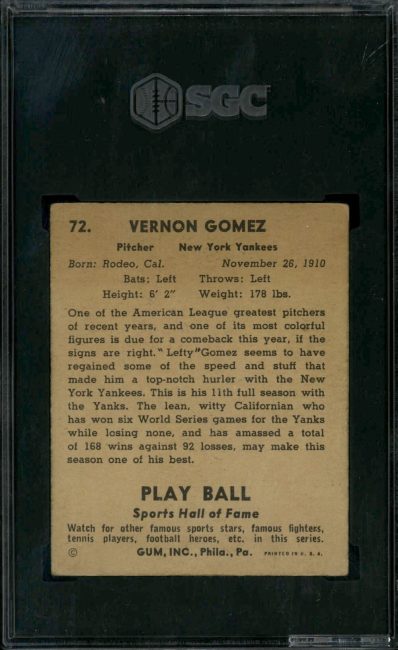 SGC
72. VERNON GOMEZ
Pitcher New York Yankees
Born: Rodeo, Cal. November 26, 1910
Bats: Left Throws: Left
Height: 6' 2" Weight: 178 lbs.
One of the American League greatest pitchers
of recent years, and one of its most colorful
figures is due for a comeback this year, if the
signs are right. "Lefty" Gomez seems to have
regained some of the speed and stuff that
made him a top-notch hurler with the New
York Yankees. This is his 11th full season with
the Yanks. The lean, witty Californian who
has won six World Series games for the Yanks
while losing none, and has amassed a total
of 168 wins against 92 losses, may make this
season one of his best.
PLAY BALL
Sports Hall of Fame
Watch for other famous sports stars, famous fighters,
tennis players, football heroes, etc. in this series.
© GUM, INC., Phila., Pa. PRINTED IN U. S. A.